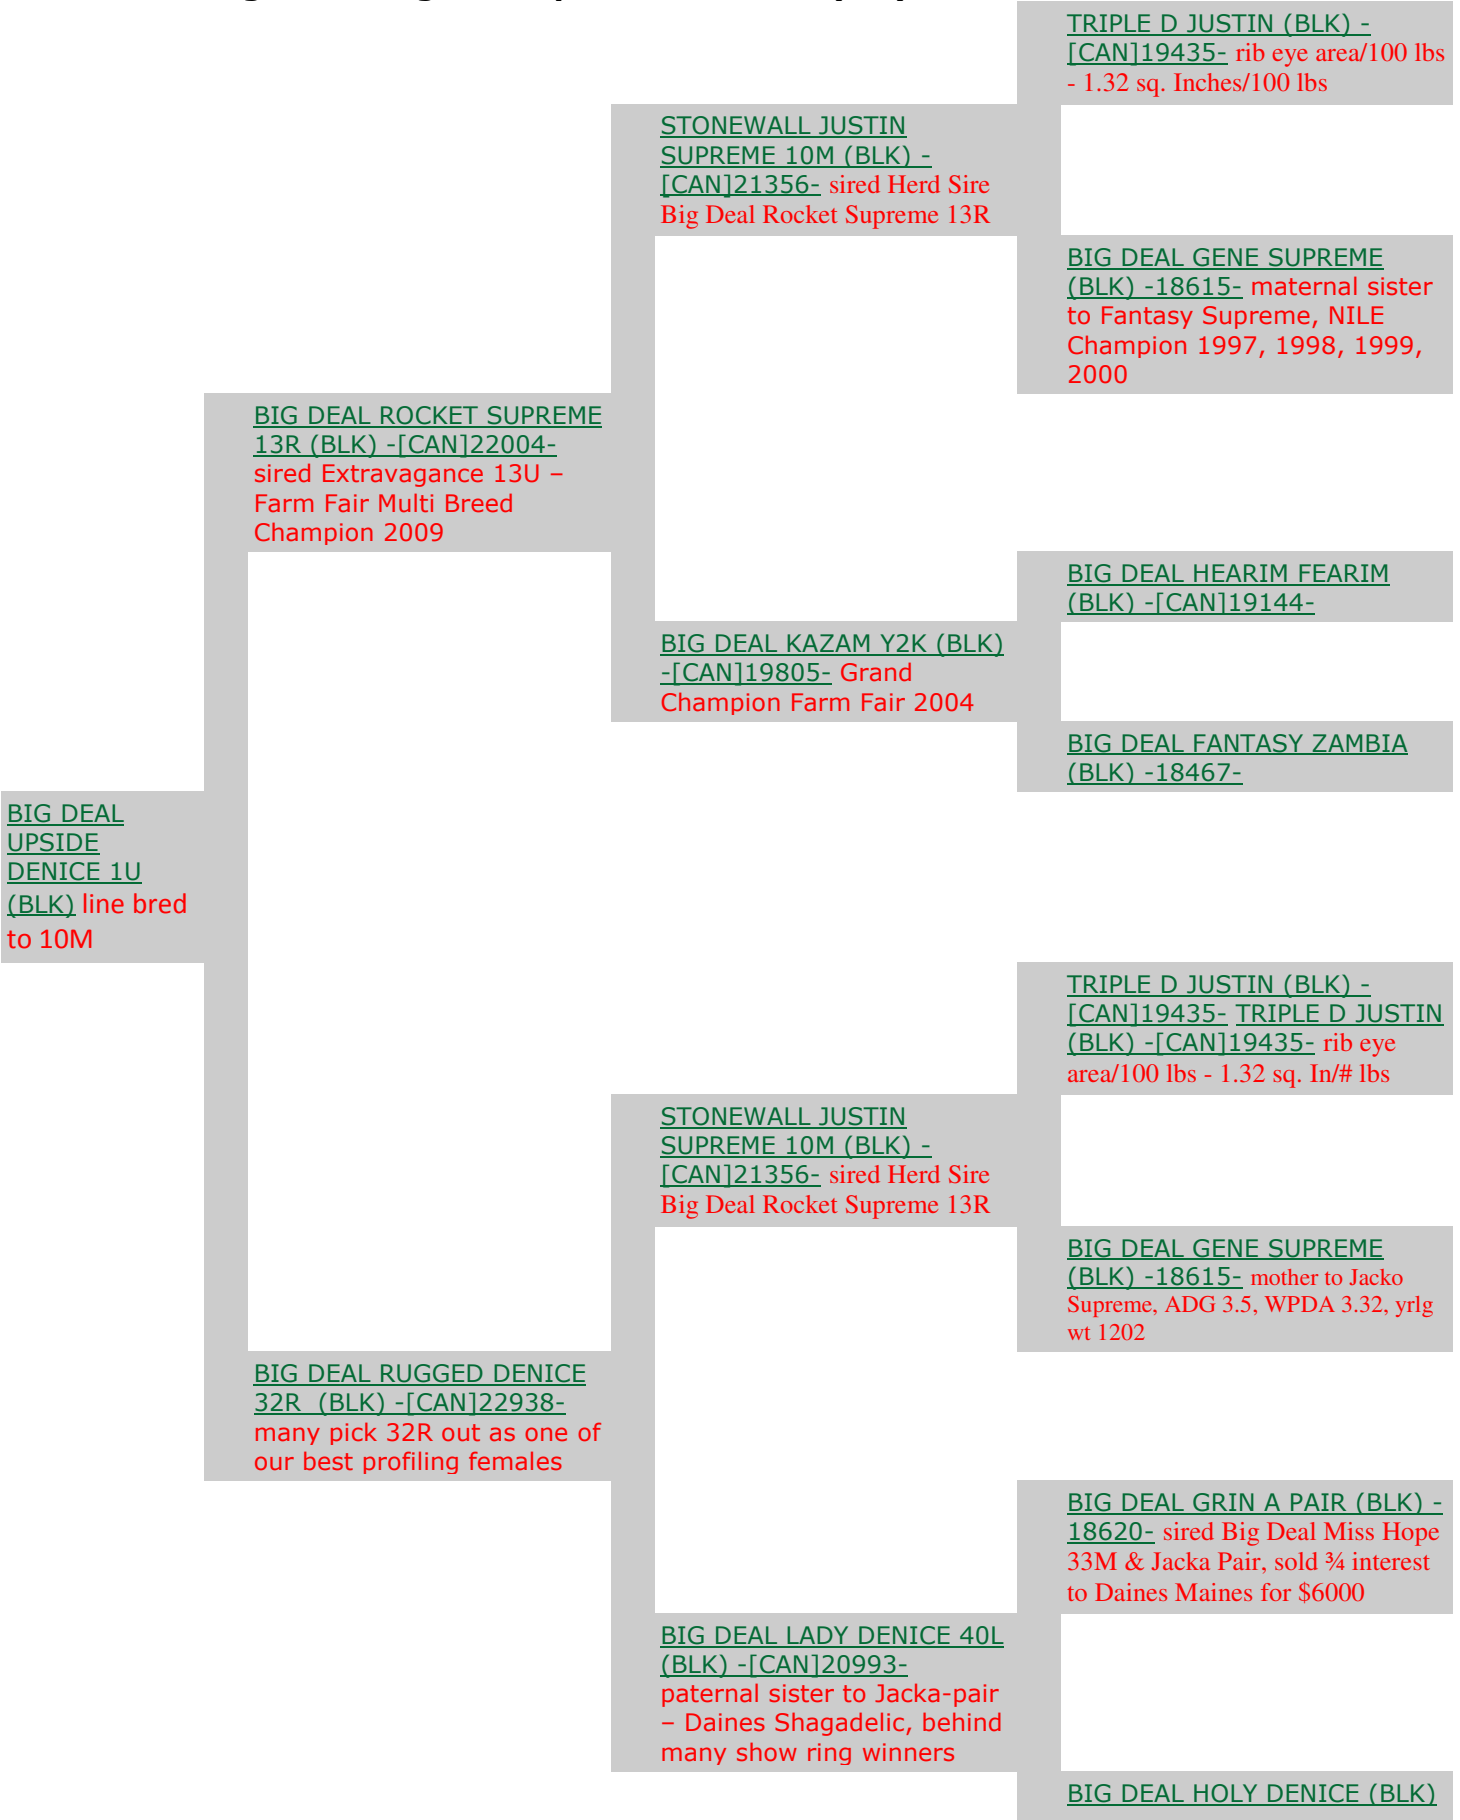 TRIPLE D JUSTIN (BLK) -
[CAN]19435- rib eye area/100 lbs
- 1.32 sq. Inches/100 lbs
STONEWALL JUSTIN
SUPREME 10M (BLK) -
[CAN]21356- sired Herd Sire
Big Deal Rocket Supreme 13R
BIG DEAL GENE SUPREME
(BLK) -18615- maternal sister
to Fantasy Supreme, NILE
Champion 1997, 1998, 1999,
2000
BIG DEAL ROCKET SUPREME
13R (BLK) -[CAN]22004-
sired Extravagance 13U –
Farm Fair Multi Breed
Champion 2009
BIG DEAL HEARIM FEARIM
(BLK) -[CAN]19144-
BIG DEAL KAZAM Y2K (BLK)
-[CAN]19805- Grand
Champion Farm Fair 2004
BIG DEAL FANTASY ZAMBIA
(BLK) -18467-
BIG DEAL
UPSIDE
DENICE 1U
(BLK) line bred
to 10M
TRIPLE D JUSTIN (BLK) -
[CAN]19435- TRIPLE D JUSTIN
(BLK) -[CAN]19435- rib eye
area/100 lbs - 1.32 sq. In/# lbs
STONEWALL JUSTIN
SUPREME 10M (BLK) -
[CAN]21356- sired Herd Sire
Big Deal Rocket Supreme 13R
BIG DEAL GENE SUPREME
(BLK) -18615- mother to Jacko
Supreme, ADG 3.5, WPDA 3.32, yrlg
wt 1202
BIG DEAL RUGGED DENICE
32R  (BLK) -[CAN]22938-
many pick 32R out as one of
our best profiling females
BIG DEAL GRIN A PAIR (BLK) -
18620- sired Big Deal Miss Hope
33M & Jacka Pair, sold ¾ interest
to Daines Maines for $6000
BIG DEAL LADY DENICE 40L
(BLK) -[CAN]20993-
paternal sister to Jacka-pair
– Daines Shagadelic, behind
many show ring winners
BIG DEAL HOLY DENICE (BLK)